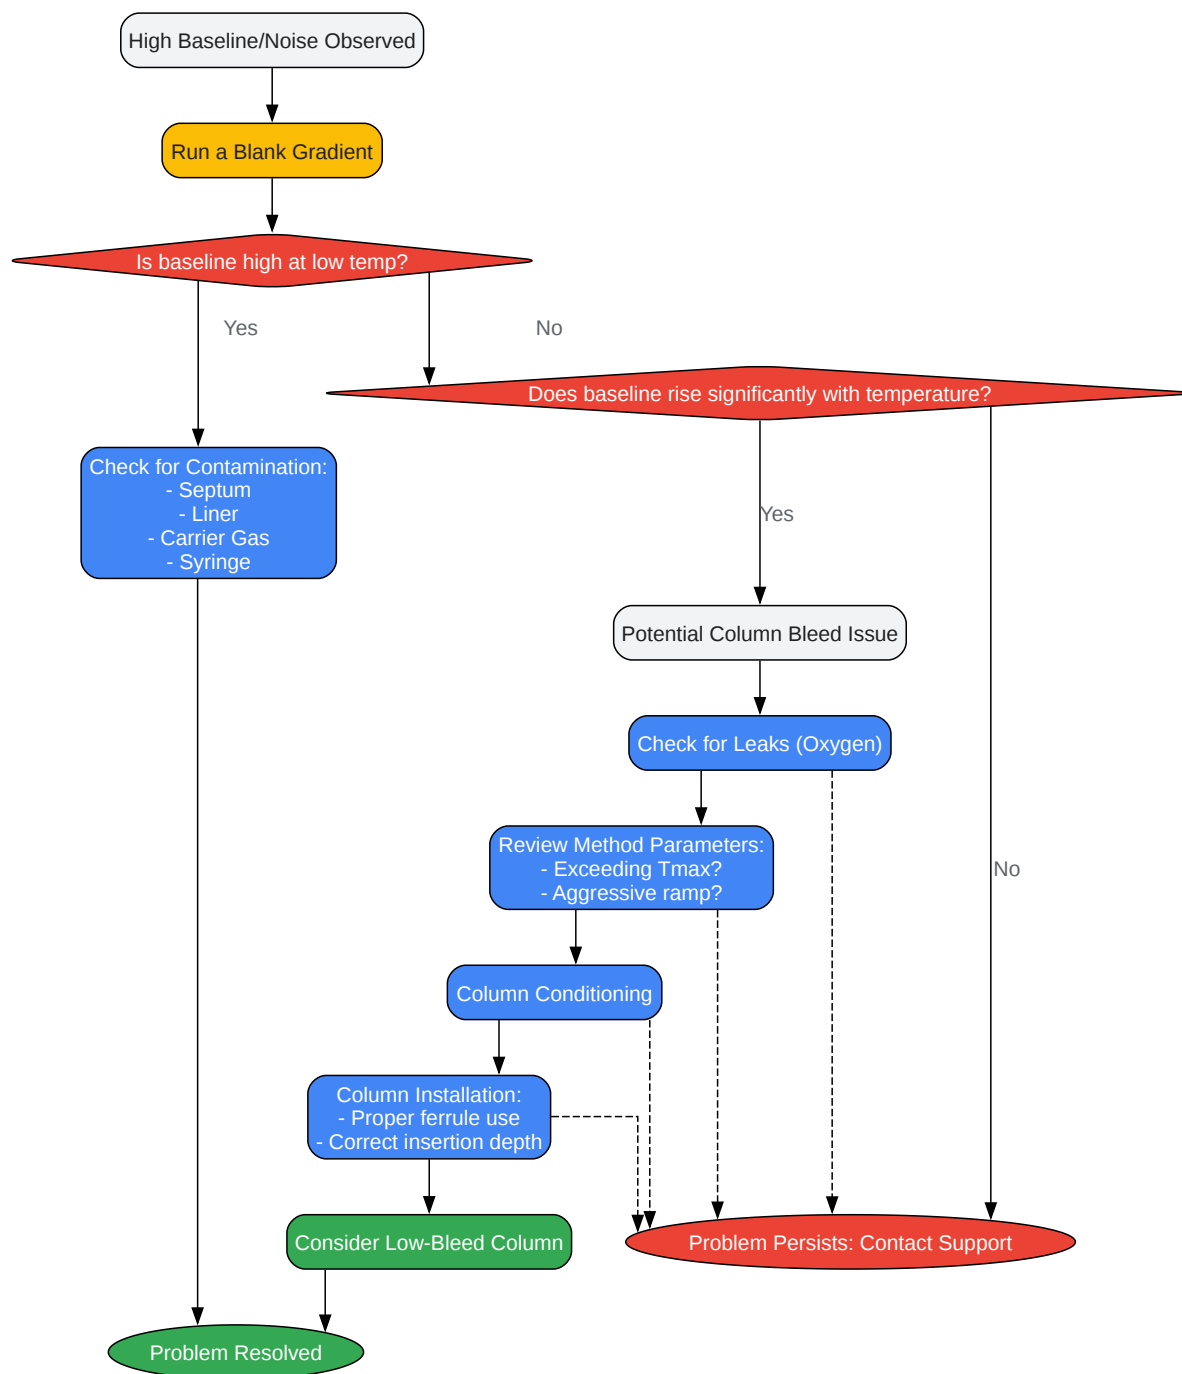 High Baseline/Noise Observed
Run a Blank Gradient
Is baseline high at low temp?
Yes
No
Does baseline rise significantly with temperature?
Check for Contamination:
- Septum
- Liner
- Carrier Gas
- Syringe
Yes
Potential Column Bleed Issue
Check for Leaks (Oxygen)
Review Method Parameters:
- Exceeding Tmax?
- Aggressive ramp?
No
Column Conditioning
Column Installation:
- Proper ferrule use
- Correct insertion depth
Consider Low-Bleed Column
Problem Persists: Contact Support
Problem Resolved